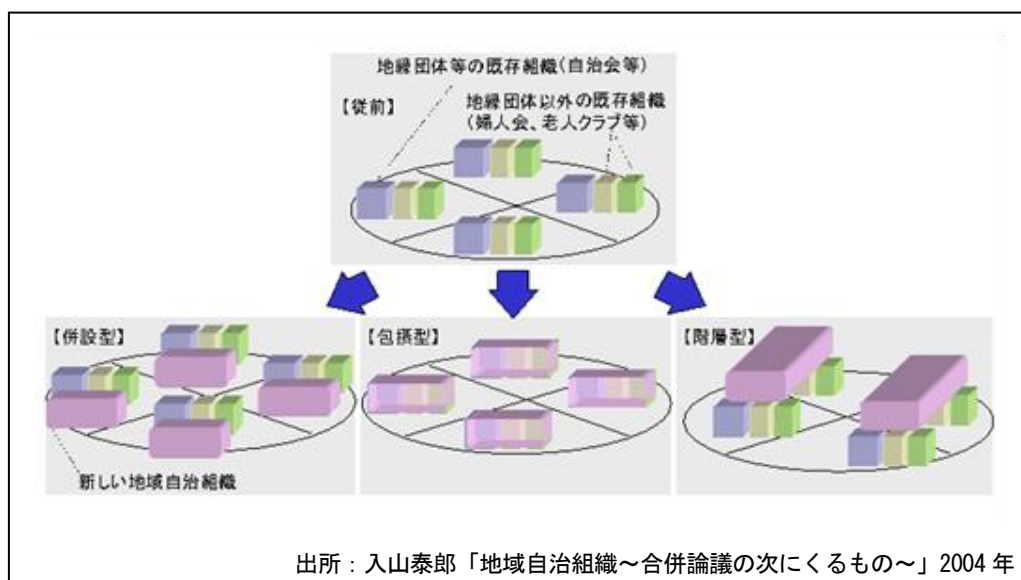 地縁団体等の既存組織(自治会等)
【従前】
地縁団体以外の既存組織
(婦人会、老人クラブ等)
【併設型】
【包摂型】
【階層型】
新しい地域自治組織
出所：入山泰郎「地域自治組織～合併論議の次にくるもの～」2004 年